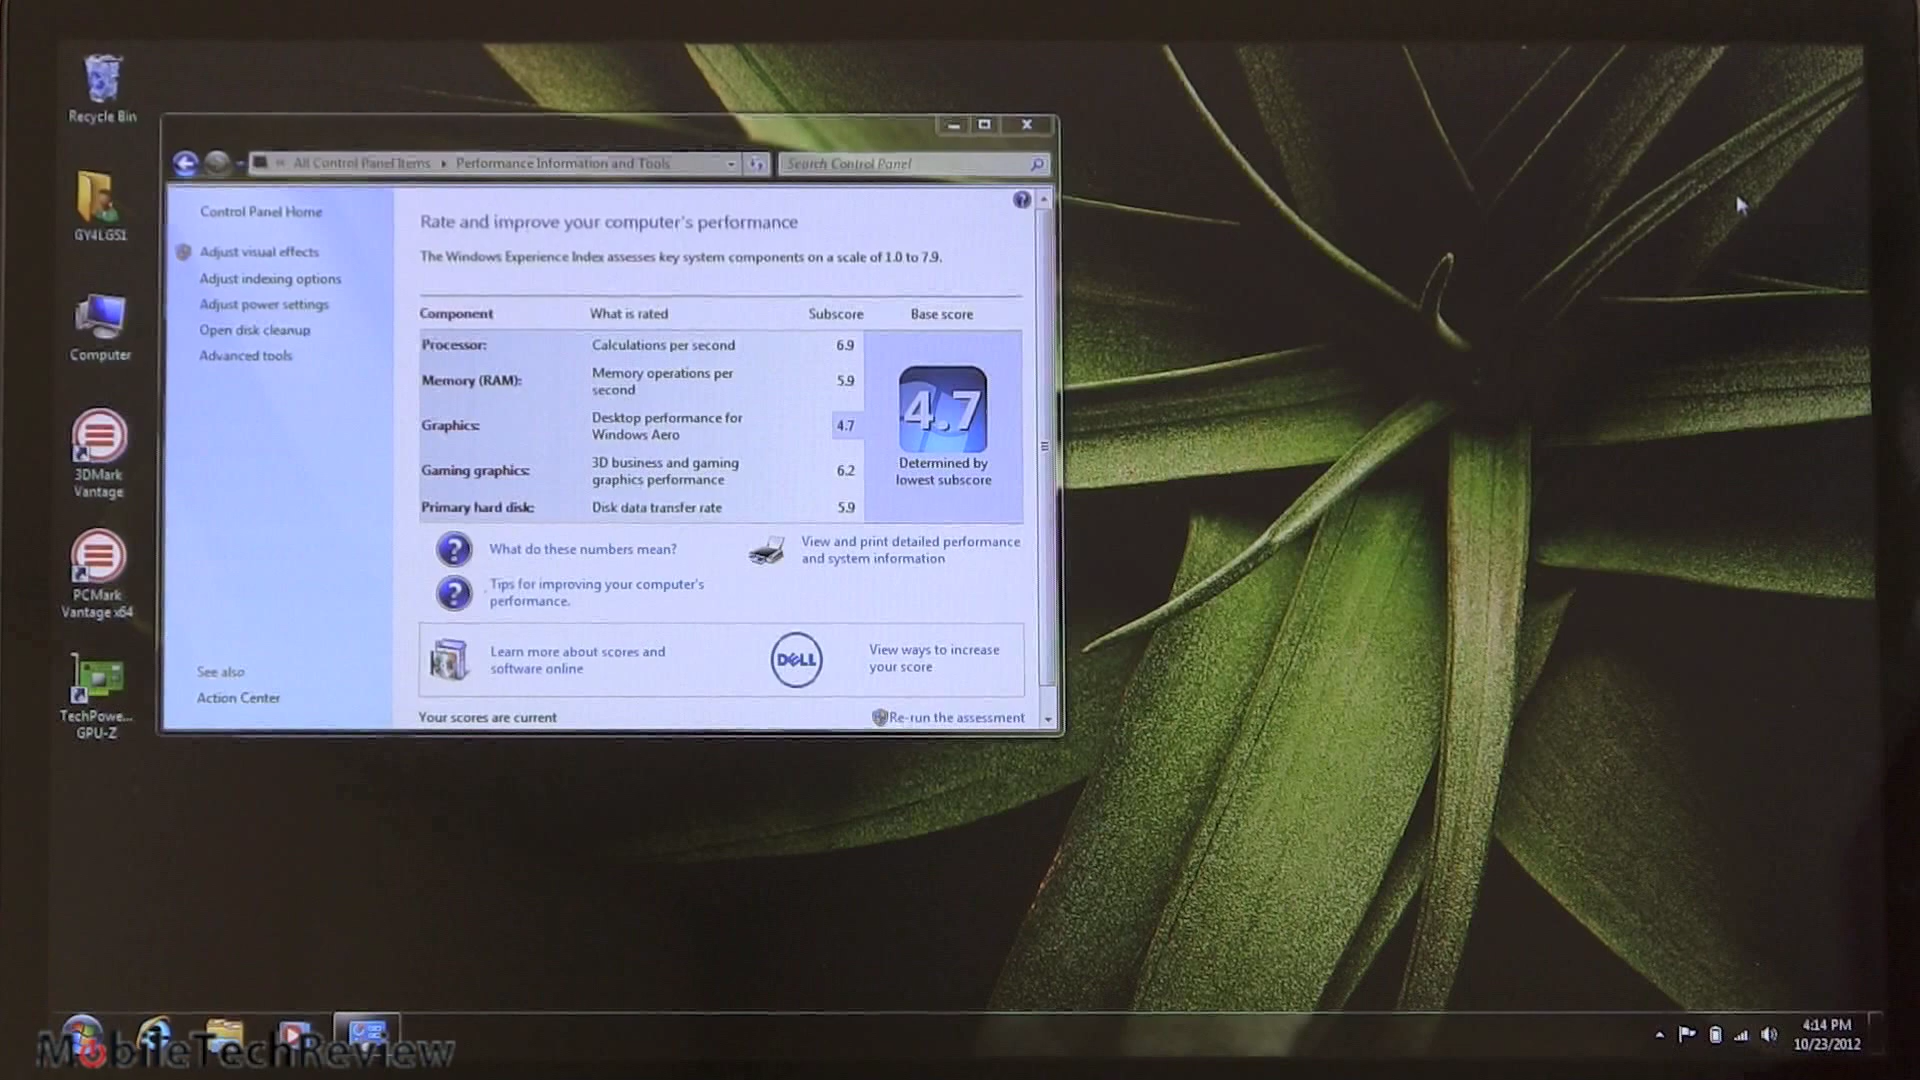 Recycle Bin
GY4LGS1
Computer
3DMark
Vantage
PCMark
Vantage x64
TechPowe...
GPU-Z
« All Control Panel Items ▸ Performance Information and Tools
Search Control Panel
Control Panel Home
Adjust visual effects
Adjust indexing options
Adjust power settings
Open disk cleanup
Advanced tools
See also
Action Center
Rate and improve your computer's performance
The Windows Experience Index assesses key system components on a scale of 1.0 to 7.9.
Component What is rated Subscore Base score
Processor: Calculations per second 6.9
Memory (RAM): Memory operations per
second 5.9
Graphics: Desktop performance for
Windows Aero 4.7
Gaming graphics: 3D business and gaming
graphics performance 6.2
Primary hard disk: Disk data transfer rate 5.9
4.7
Determined by
lowest subscore
What do these numbers mean?
View and print detailed performance
and system information
Tips for improving your computer's
performance.
Learn more about scores and
software online
DELL
View ways to increase
your score
Your scores are current
Re-run the assessment
4:14 PM
10/23/2012
MobileTechReview